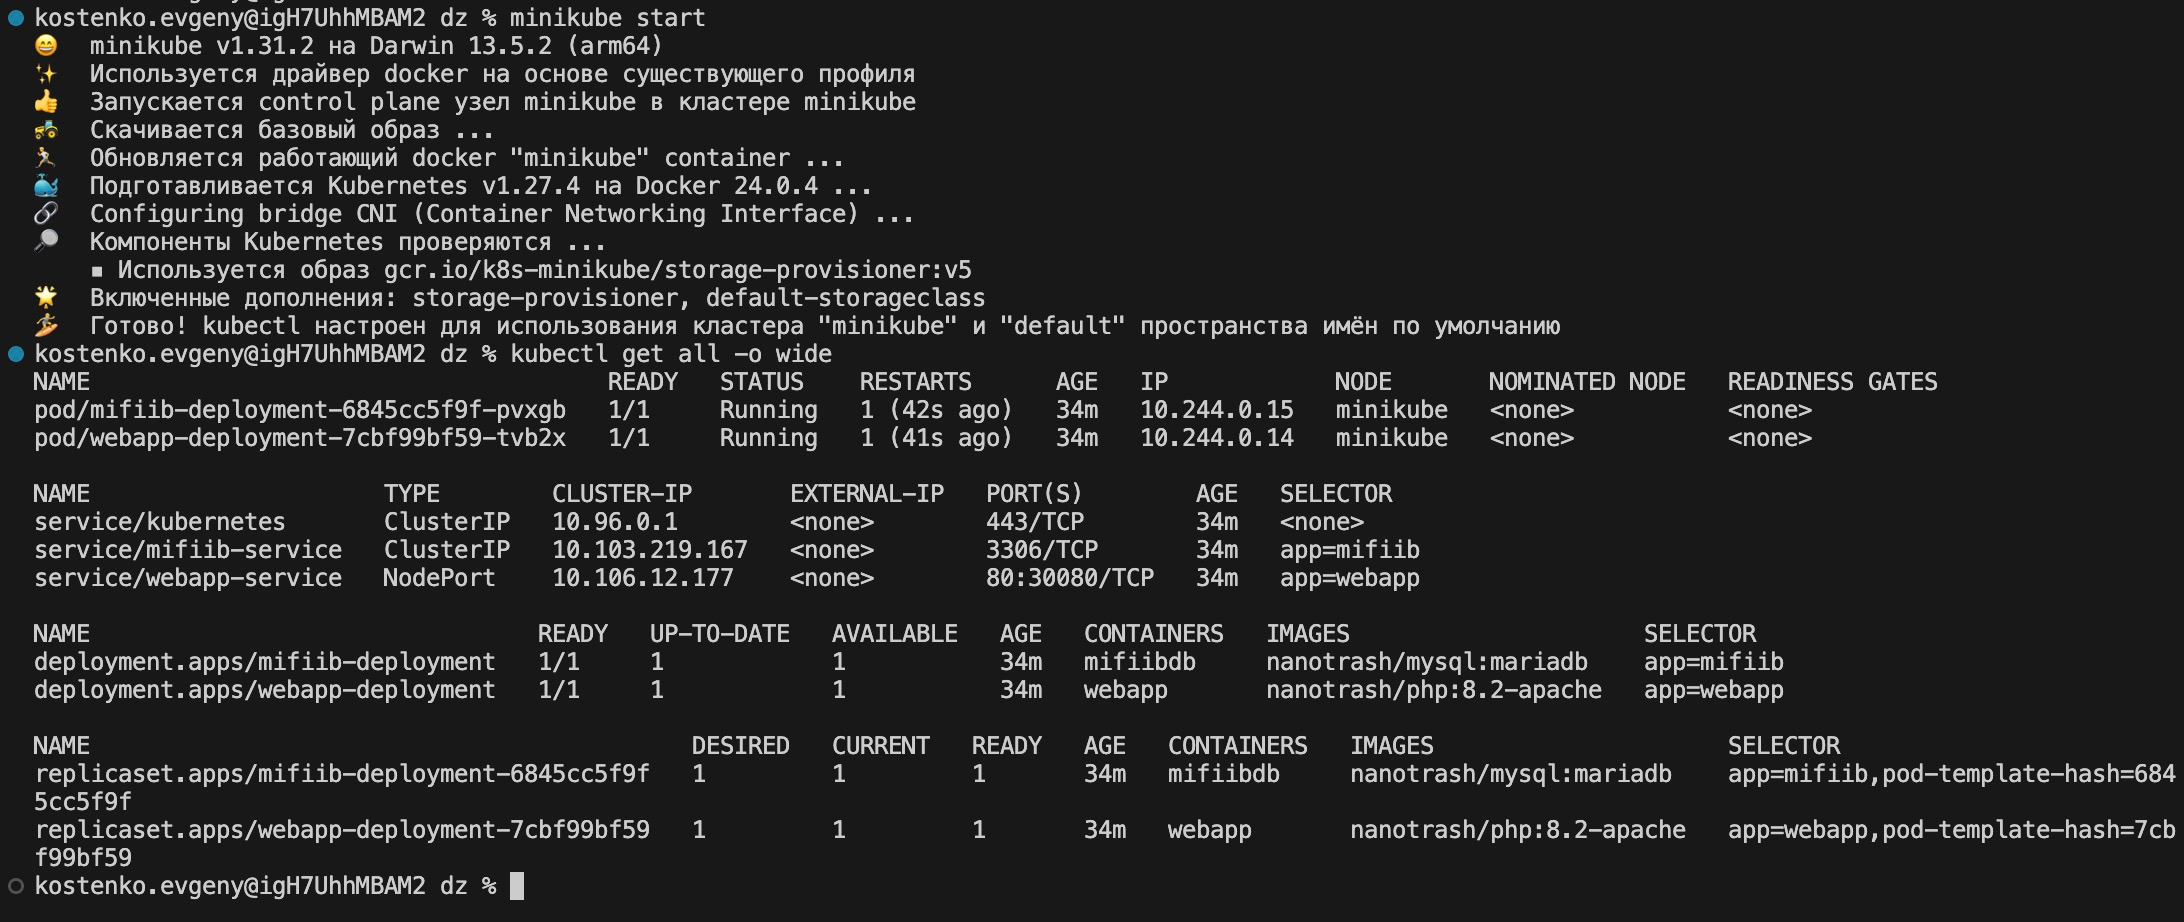 kostenko.evgeny@igH7UhhMBAM2 dz % minikube start
😄 minikube v1.31.2 на Darwin 13.5.2 (arm64)
✨ Используется драйвер docker на основе существующего профиля
👍 Запускается control plane узел minikube в кластере minikube
🚜 Скачивается базовый образ ...
🏃 Обновляется работающий docker "minikube" container ...
🐳 Подготавливается Kubernetes v1.27.4 на Docker 24.0.4 ...
🔗 Configuring bridge CNI (Container Networking Interface) ...
🔎 Компоненты Kubernetes проверяются ...
▪ Используется образ gcr.io/k8s-minikube/storage-provisioner:v5
🌟 Включенные дополнения: storage-provisioner, default-storageclass
🏄 Готово! kubectl настроен для использования кластера "minikube" и "default" пространства имён по умолчанию
kostenko.evgeny@igH7UhhMBAM2 dz % kubectl get all -o wide
NAME READY STATUS RESTARTS AGE IP NODE NOMINATED NODE READINESS GATES
pod/mifiib-deployment-6845cc5f9f-pvxgb 1/1 Running 1 (42s ago) 34m 10.244.0.15 minikube <none> <none>
pod/webapp-deployment-7cbf99bf59-tvb2x 1/1 Running 1 (41s ago) 34m 10.244.0.14 minikube <none> <none>
NAME TYPE CLUSTER-IP EXTERNAL-IP PORT(S) AGE SELECTOR
service/kubernetes ClusterIP 10.96.0.1 <none> 443/TCP 34m <none>
service/mifiib-service ClusterIP 10.103.219.167 <none> 3306/TCP 34m app=mifiib
service/webapp-service NodePort 10.106.12.177 <none> 80:30080/TCP 34m app=webapp
NAME READY UP-TO-DATE AVAILABLE AGE CONTAINERS IMAGES SELECTOR
deployment.apps/mifiib-deployment 1/1 1 1 34m mifiibdb nanotrash/mysql:mariadb app=mifiib
deployment.apps/webapp-deployment 1/1 1 1 34m webapp nanotrash/php:8.2-apache app=webapp
NAME DESIRED CURRENT READY AGE CONTAINERS IMAGES SELECTOR
replicaset.apps/mifiib-deployment-6845cc5f9f 1 1 1 34m mifiibdb nanotrash/mysql:mariadb app=mifiib,pod-template-hash=684
5cc5f9f
replicaset.apps/webapp-deployment-7cbf99bf59 1 1 1 34m webapp nanotrash/php:8.2-apache app=webapp,pod-template-hash=7cb
f99bf59
kostenko.evgeny@igH7UhhMBAM2 dz %